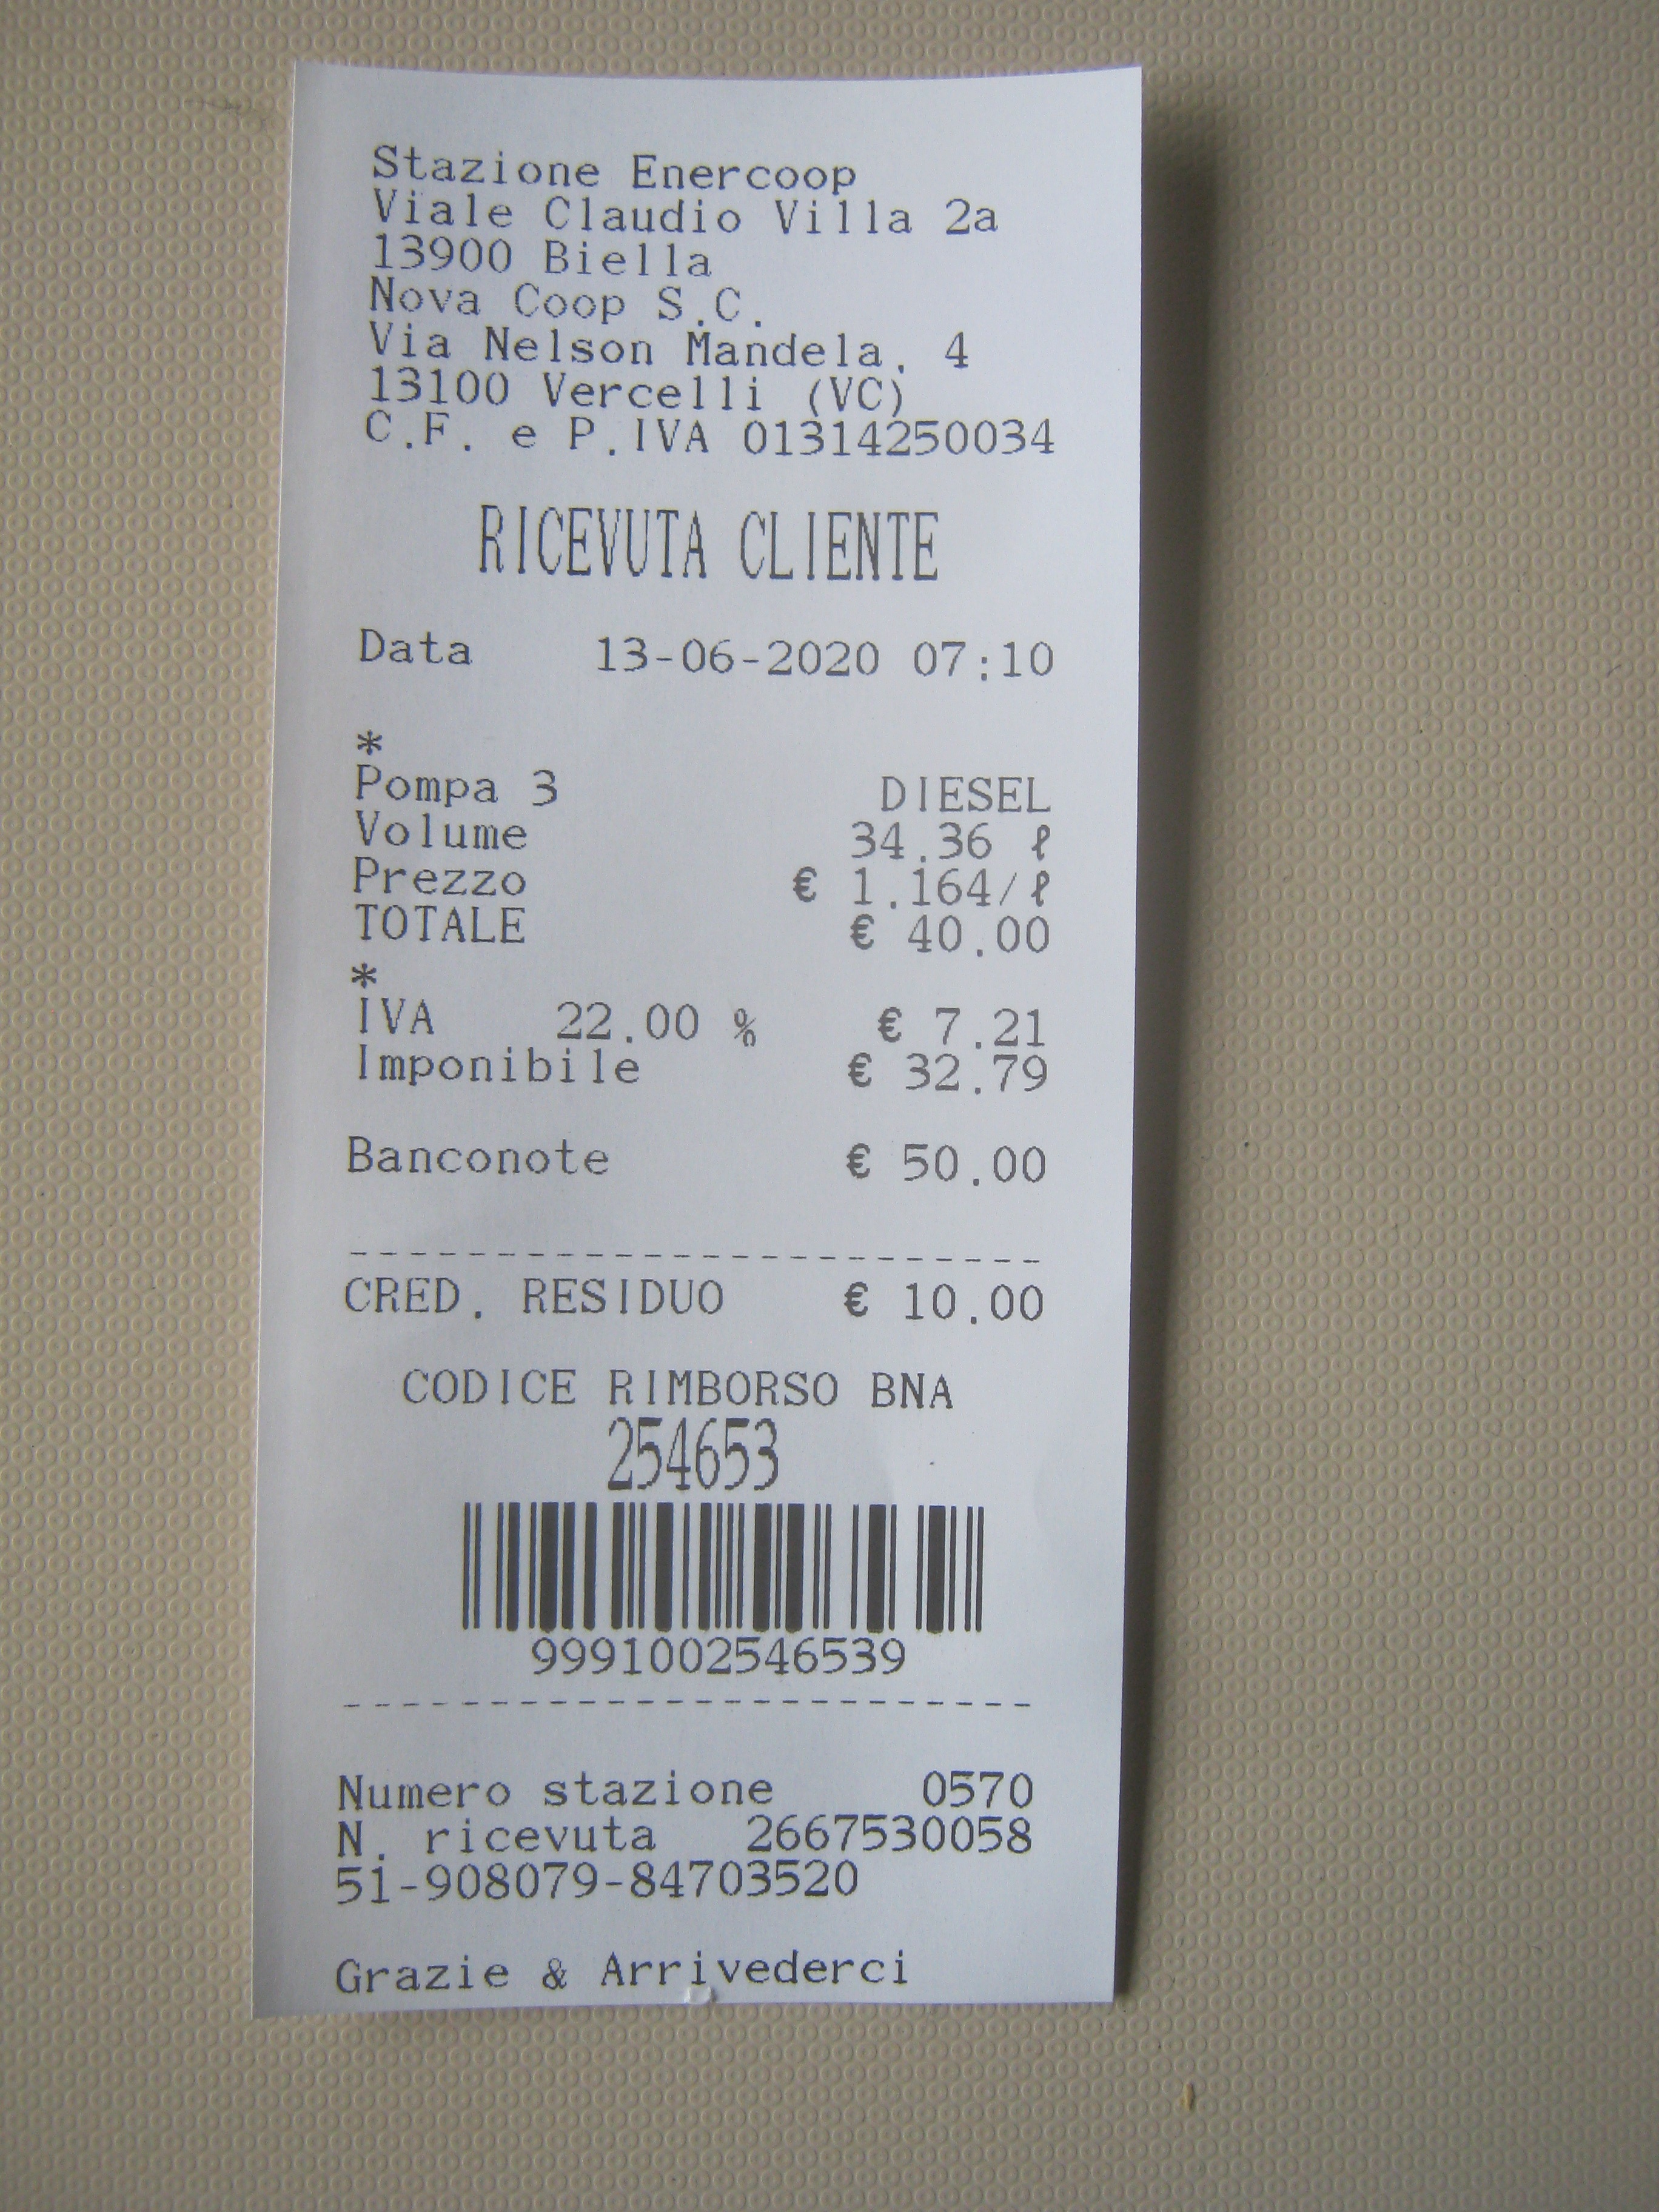 Stazione Enercoop
Viale Claudio Villa 2a
13900 Biella
Nova Coop S.C.
Via Nelson Mandela, 4
13100 Vercelli (VC)
C.F. e P.IVA 01314250034
RICEVUTA CLIENTE
Data 13-06-2020 07:10
*
Pompa 3 DIESEL
Volume 34.36 ℓ
Prezzo € 1.164/ℓ
TOTALE € 40.00
*
IVA 22.00 % € 7.21
Imponibile € 32.79
Banconote € 50.00
-------------------------
CRED. RESIDUO € 10.00
CODICE RIMBORSO BNA
254653
9991002546539
-------------------------
Numero stazione 0570
N. ricevuta 2667530058
51-908079-84703520
Grazie & Arrivederci